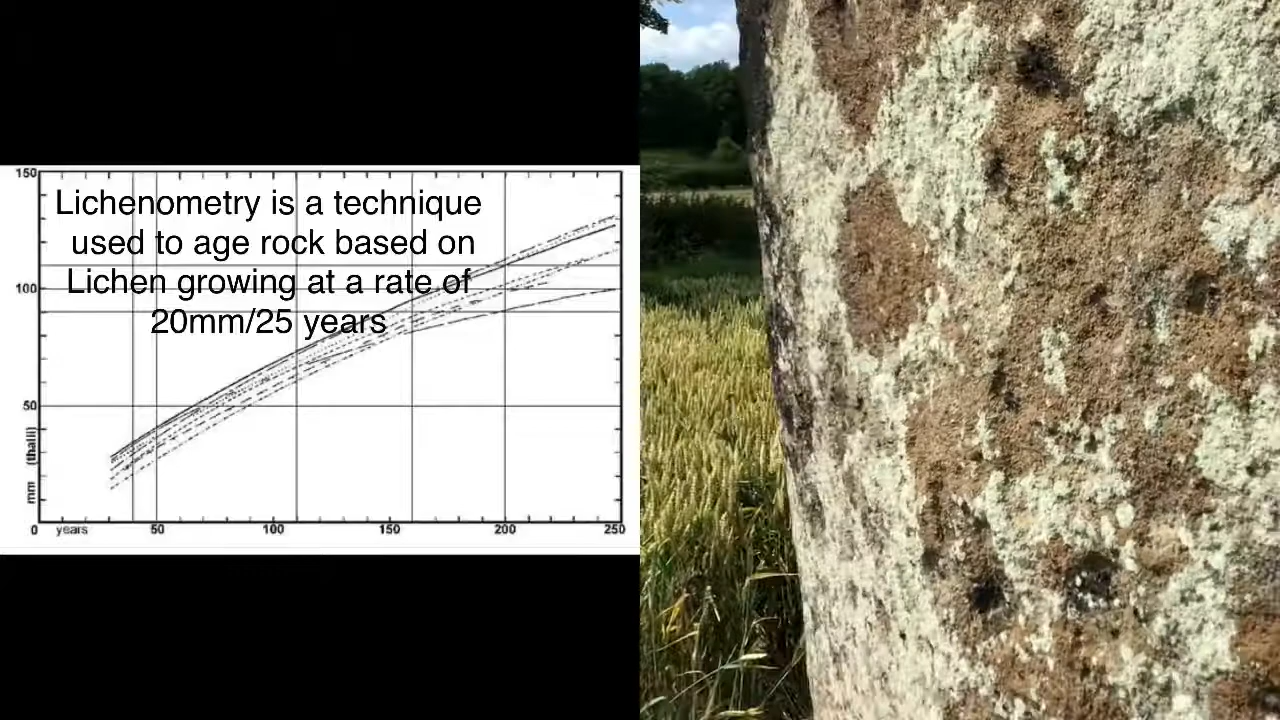 150
Lichenometry is a technique
used to age rock based on
Lichen growing at a rate of
100
20mm/25 years
50
mm (thalli)
0 years 50 100 150 200 250